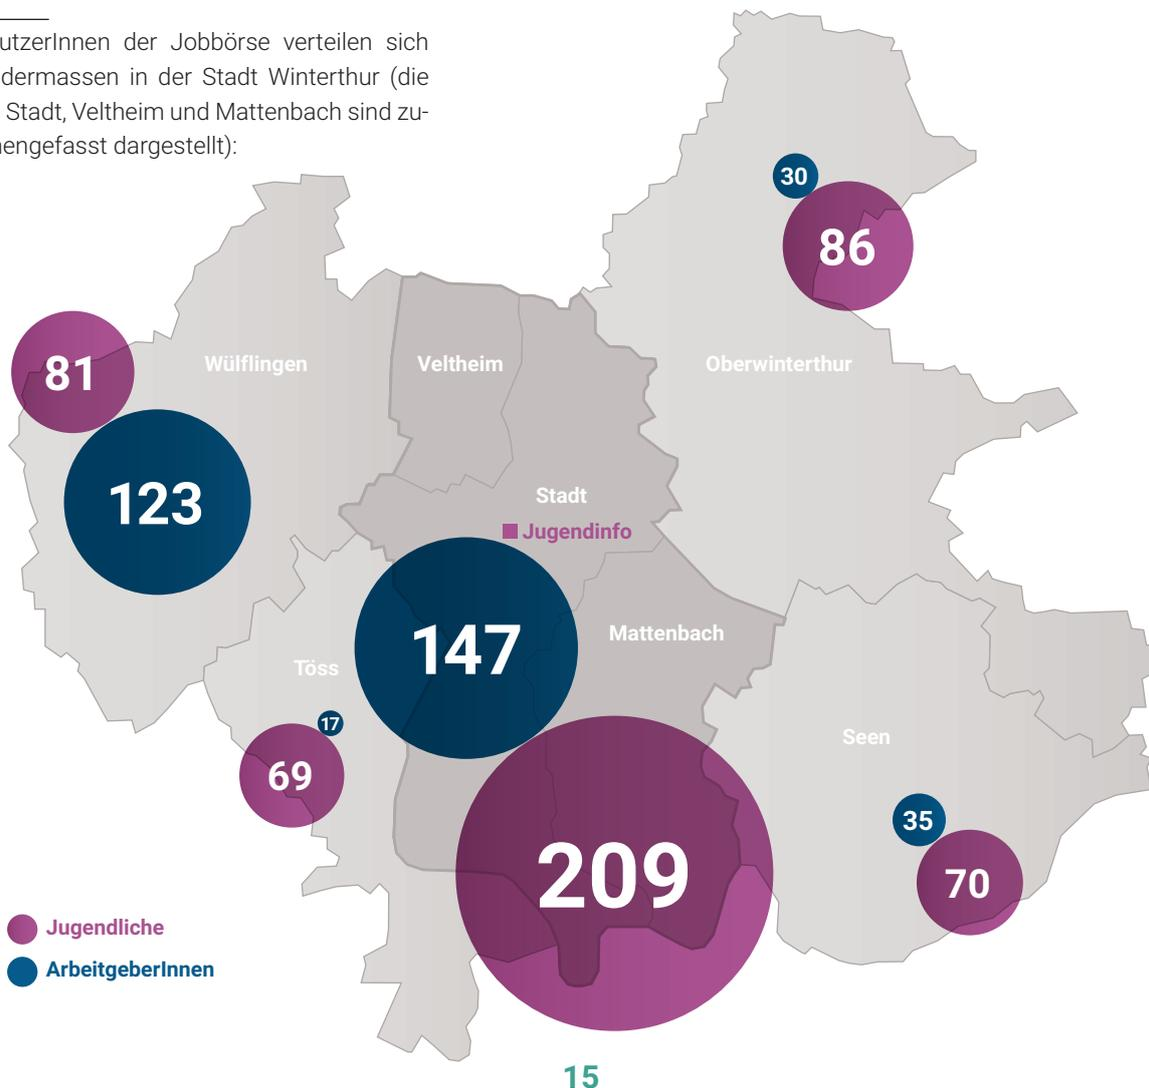 utzerInnen der Jobbörse verteilen sich
dermassen in der Stadt Winterthur (die
Stadt, Veltheim und Mattenbach sind zu-
engefasst dargestellt):
30
86
81
Wülflingen
Veltheim
Oberwinterthur
123
Stadt
Jugendinfo
147
Mattenbach
Töss
17
69
Seen
35
209
70
Jugendliche
ArbeitgeberInnen
15